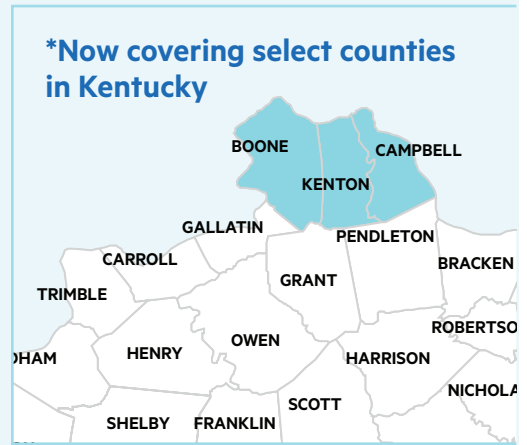 *Now covering select counties
in Kentucky
BOONE
CAMPBELL
KENTON
GALLATIN
PENDLETON
CARROLL
BRACKEN
GRANT
TRIMBLE
ROBERTSO
OWEN
DHAM
HENRY
HARRISON
NICHOLA
SCOTT
SHELBY
FRANKLIN